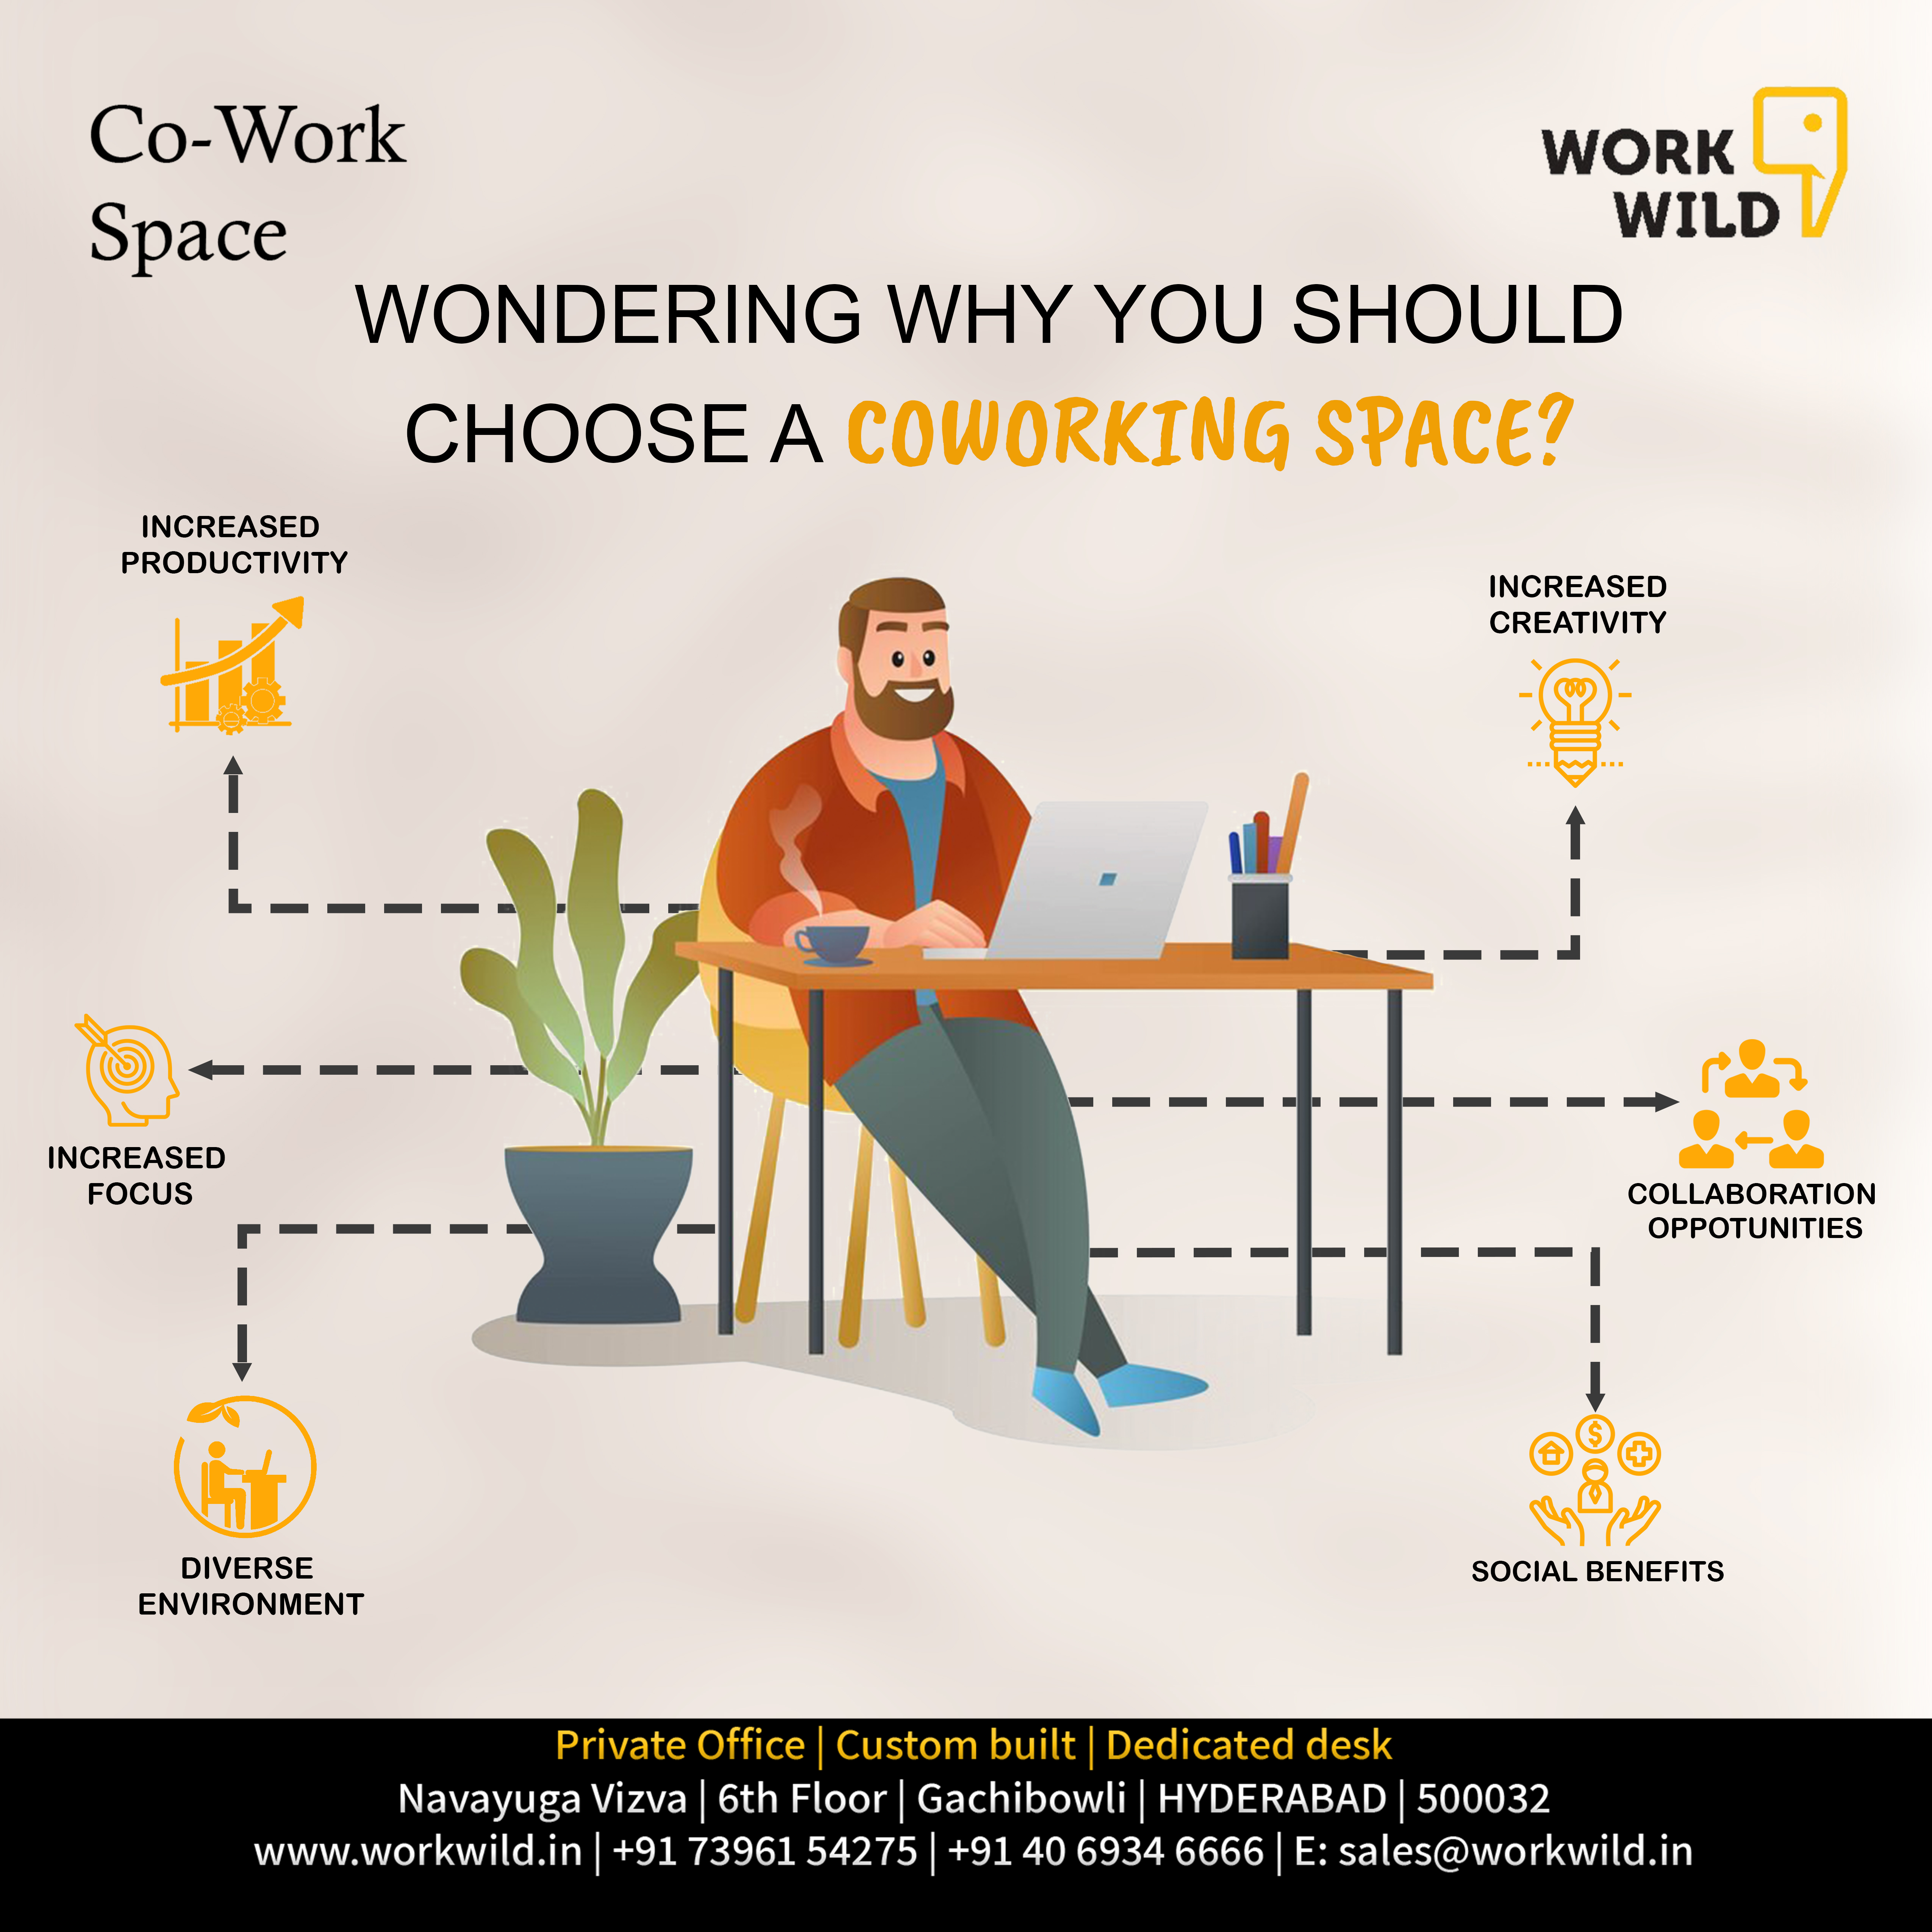 Co-Work
Space
WORK
WILD
WONDERING WHY YOU SHOULD
CHOOSE A COWORKING SPACE?
INCREASED
PRODUCTIVITY
INCREASED
CREATIVITY
INCREASED
FOCUS
COLLABORATION
OPPOTUNITIES
DIVERSE
ENVIRONMENT
$
SOCIAL BENEFITS
Private Office | Custom built | Dedicated desk
Navayuga Vizva | 6th Floor | Gachibowli | HYDERABAD | 500032
www.workwild.in | +91 73961 54275 | +91 40 6934 6666 | E: sales@workwild.in